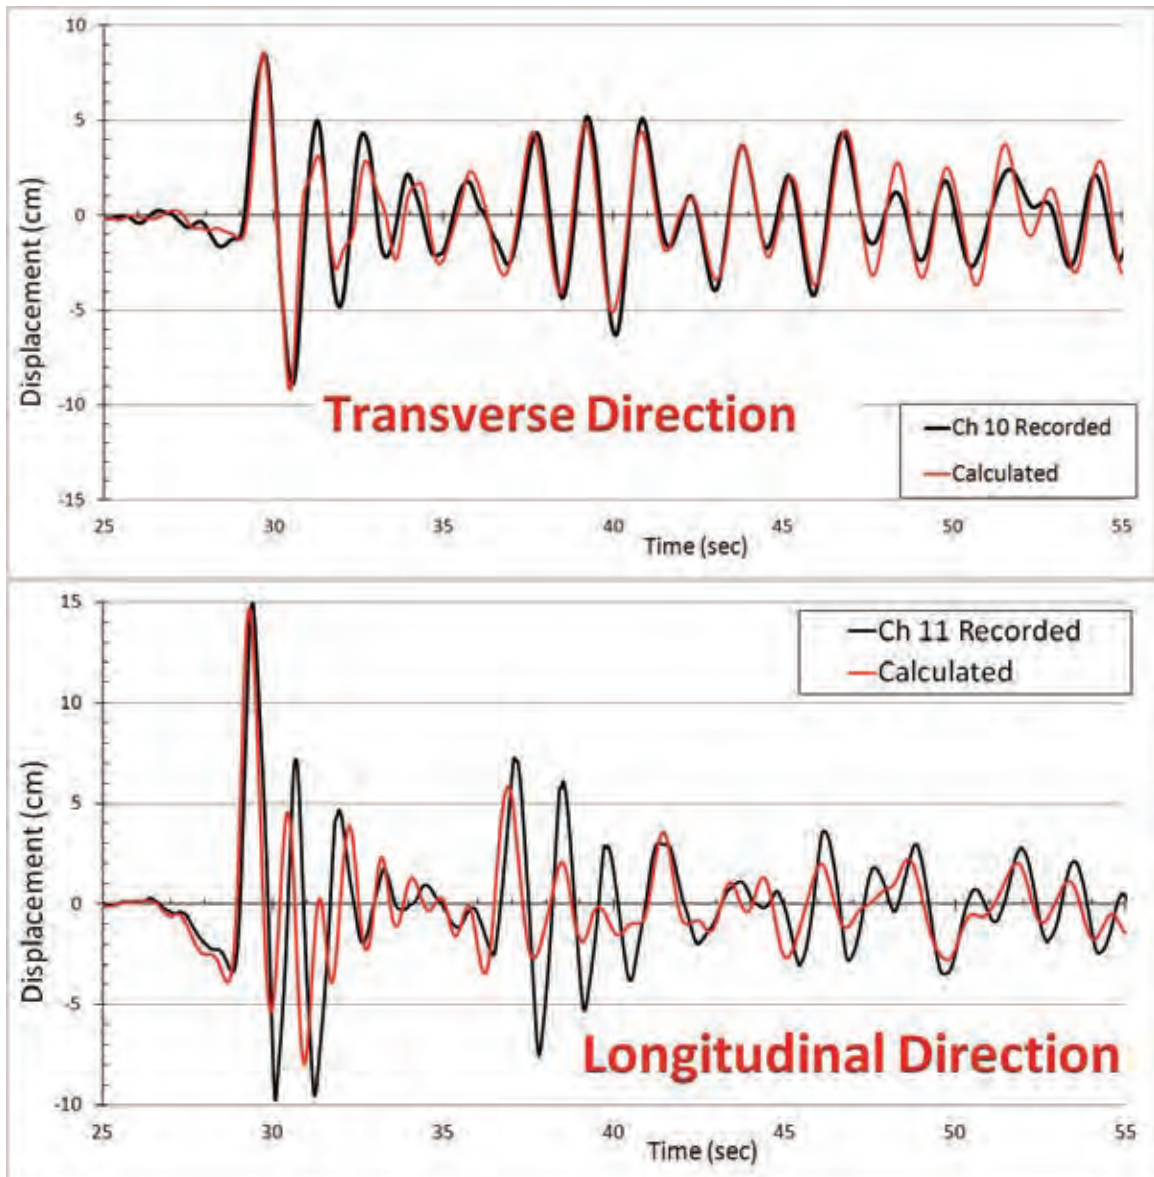 10
5
0
-5
-10
-15
Displacement (cm)
Transverse Direction
Ch 10 Recorded
Calculated
25 30 35 40 45 50 55
Time (sec)
15
10
5
0
-5
-10
Displacement (cm)
Ch 11 Recorded
Calculated
Longitudinal Direction
25 30 35 40 45 50 55
Time (sec)